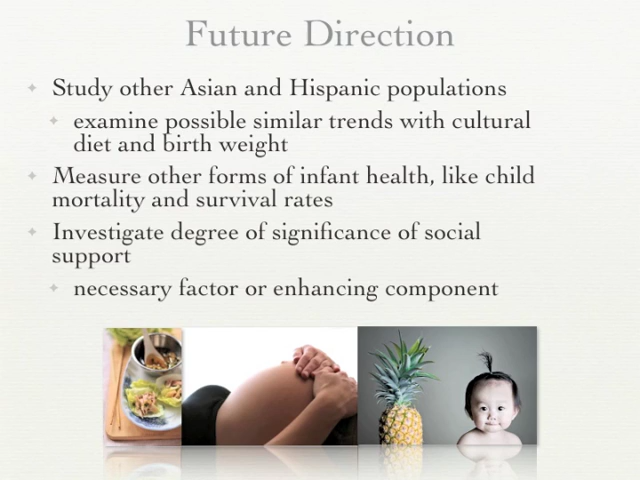 Future Direction
Study other Asian and Hispanic populations
examine possible similar trends with cultural
diet and birth weight
Measure other forms of infant health, like child
mortality and survival rates
Investigate degree of significance of social
support
necessary factor or enhancing component